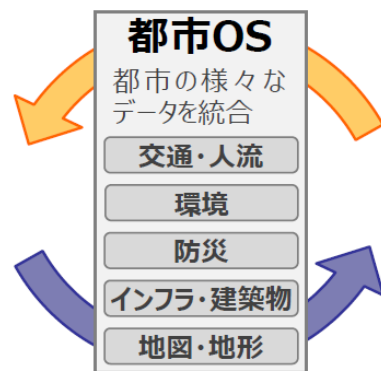 都市OS
都市の様々な
データを統合
交通・人流
環境
防災
インフラ・建築物
地図・地形